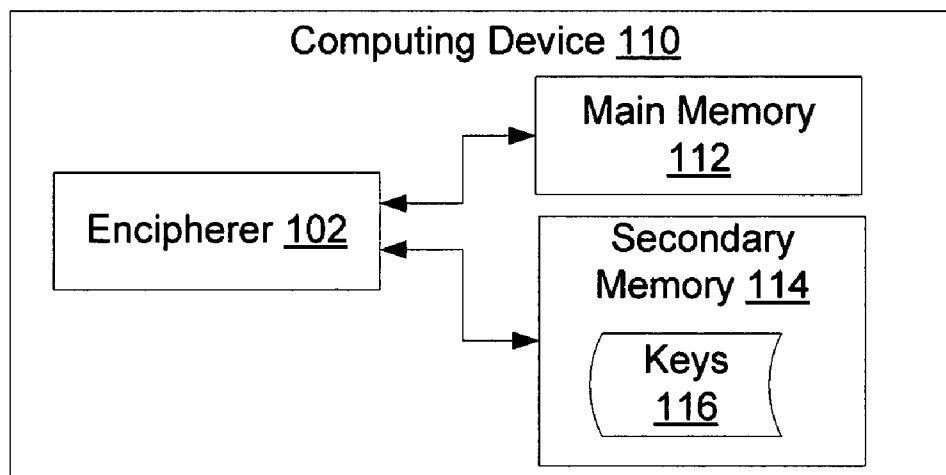 Computing Device 110
Main Memory
112
Encipherer 102
Secondary
Memory 114
Keys
116